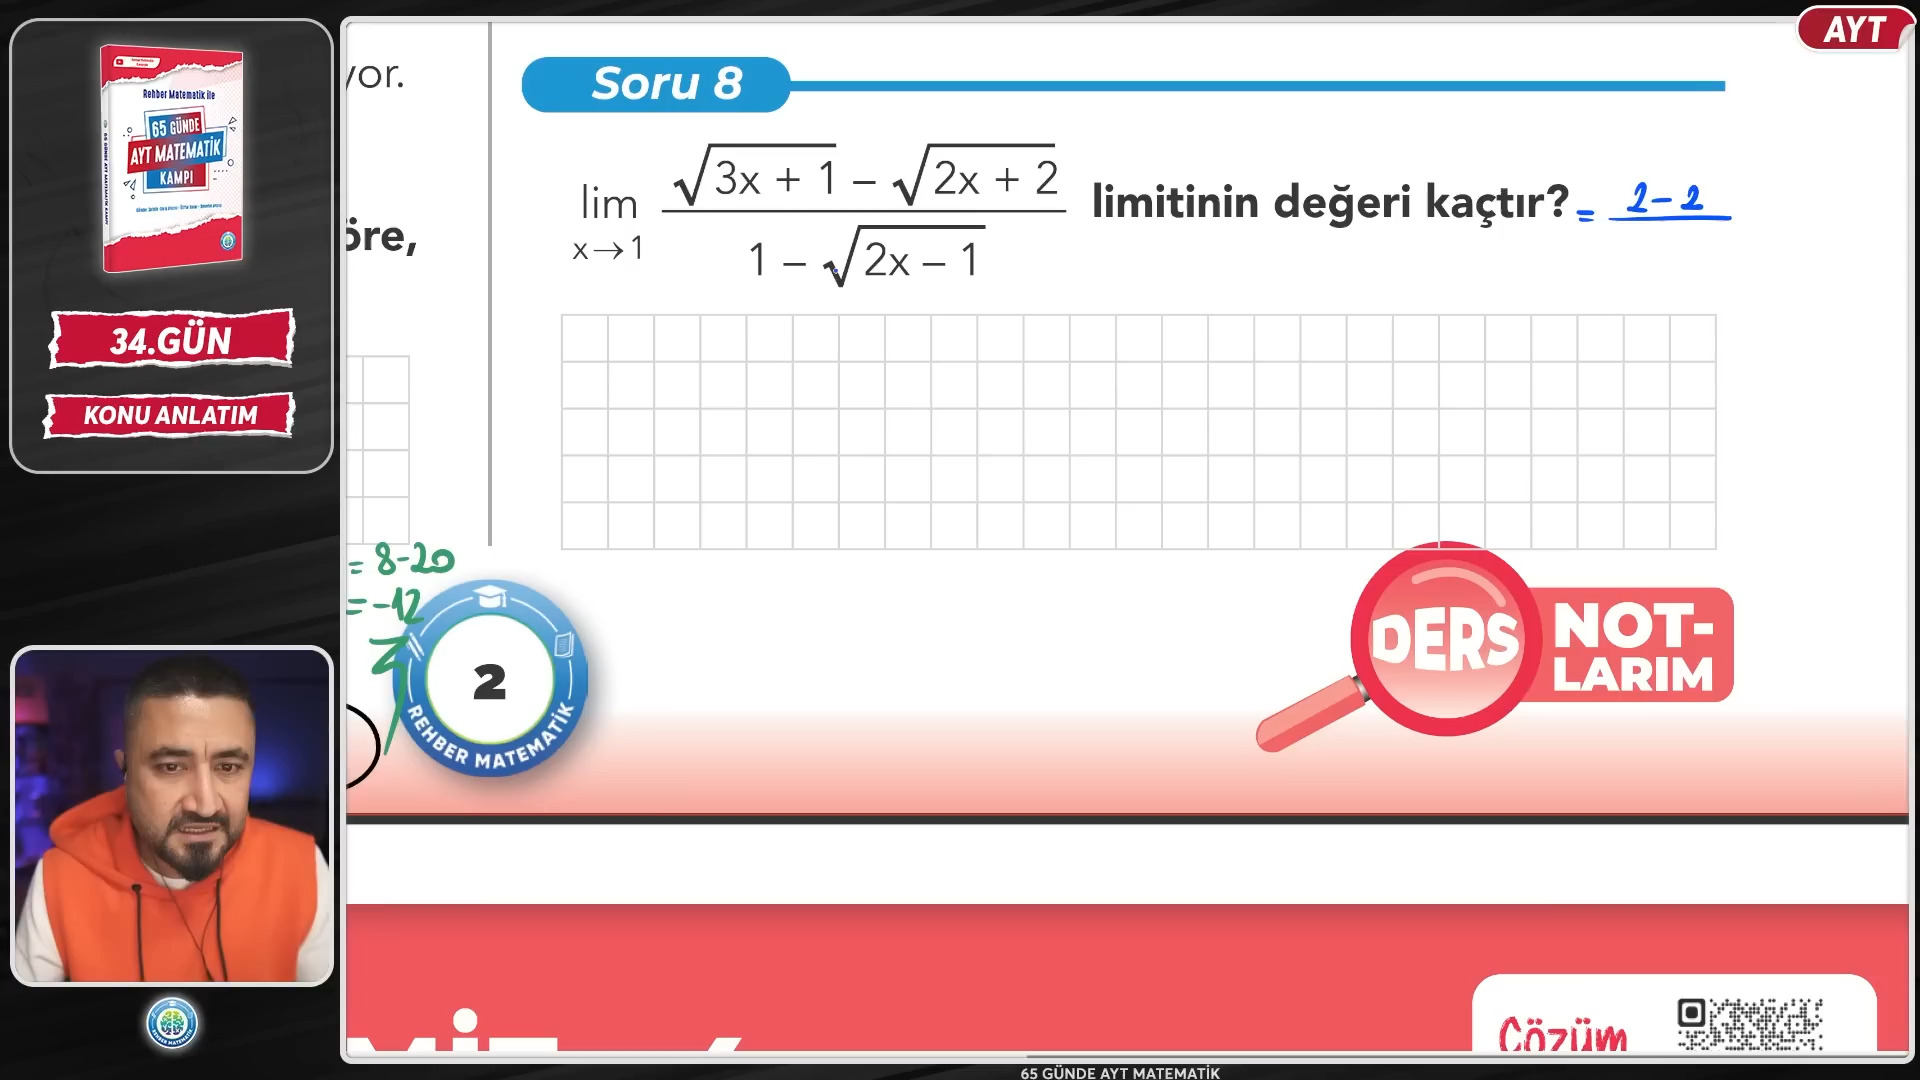 AYT
Rehber Matematik ile
65 GÜNDE
AYT MATEMATİK
KAMPI
34.GÜN
KONU ANLATIM
yor.
öre,
= 8-20
= -12
Soru 8
lim x→1 (√3x + 1 – √2x + 2) / (1 – √2x – 1) limitinin değeri kaçtır? = 2-2
2
REHBER MATEMATİK
DERS
NOT-
LARIM
Çözüm
65 GÜNDE AYT MATEMATİK